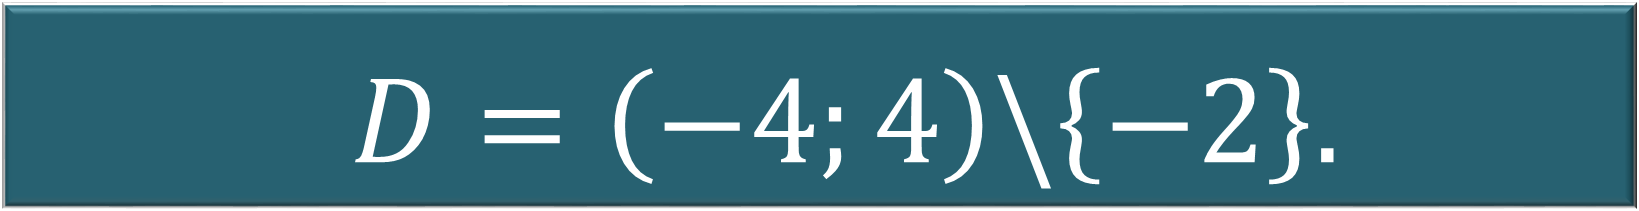 D = (−4; 4)\{−2}.